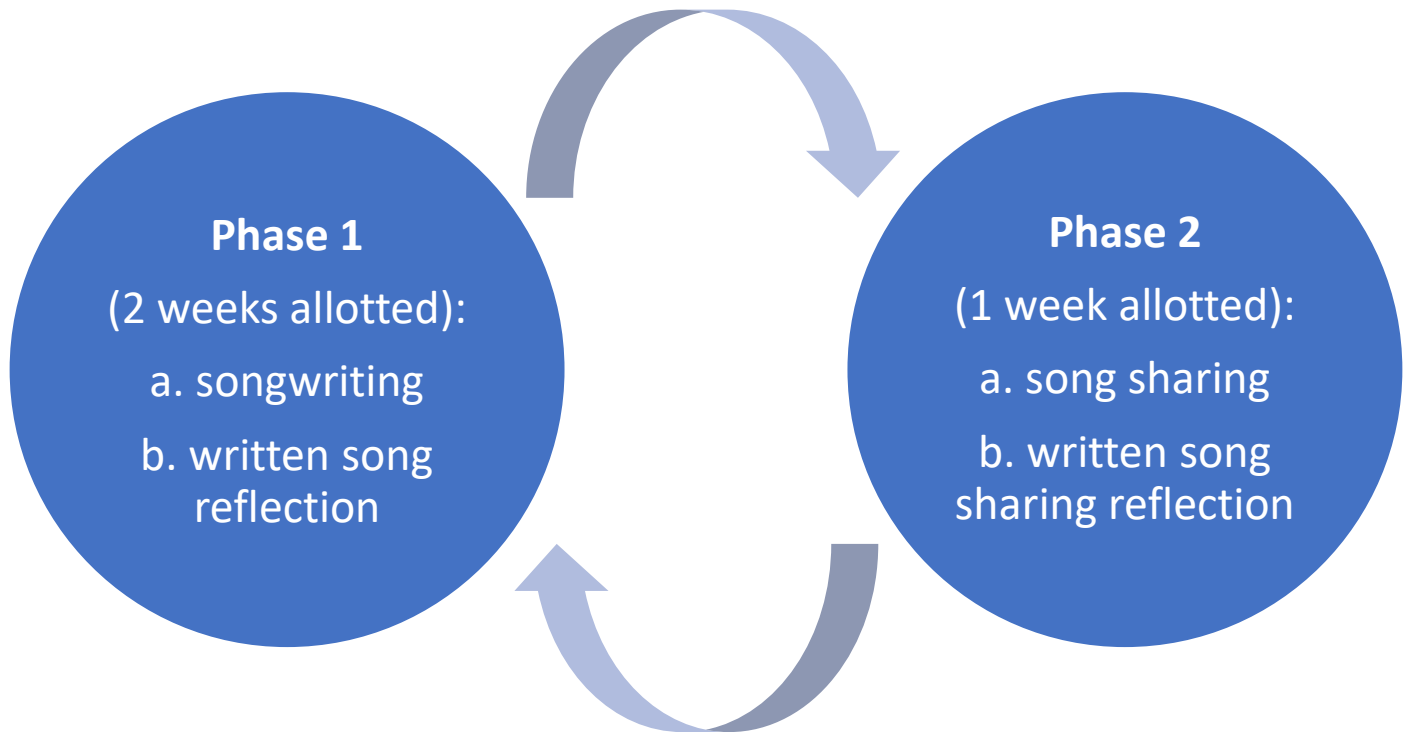 Phase 1
(2 weeks allotted):
a. songwriting
b. written song
reflection
Phase 2
(1 week allotted):
a. song sharing
b. written song
sharing reflection